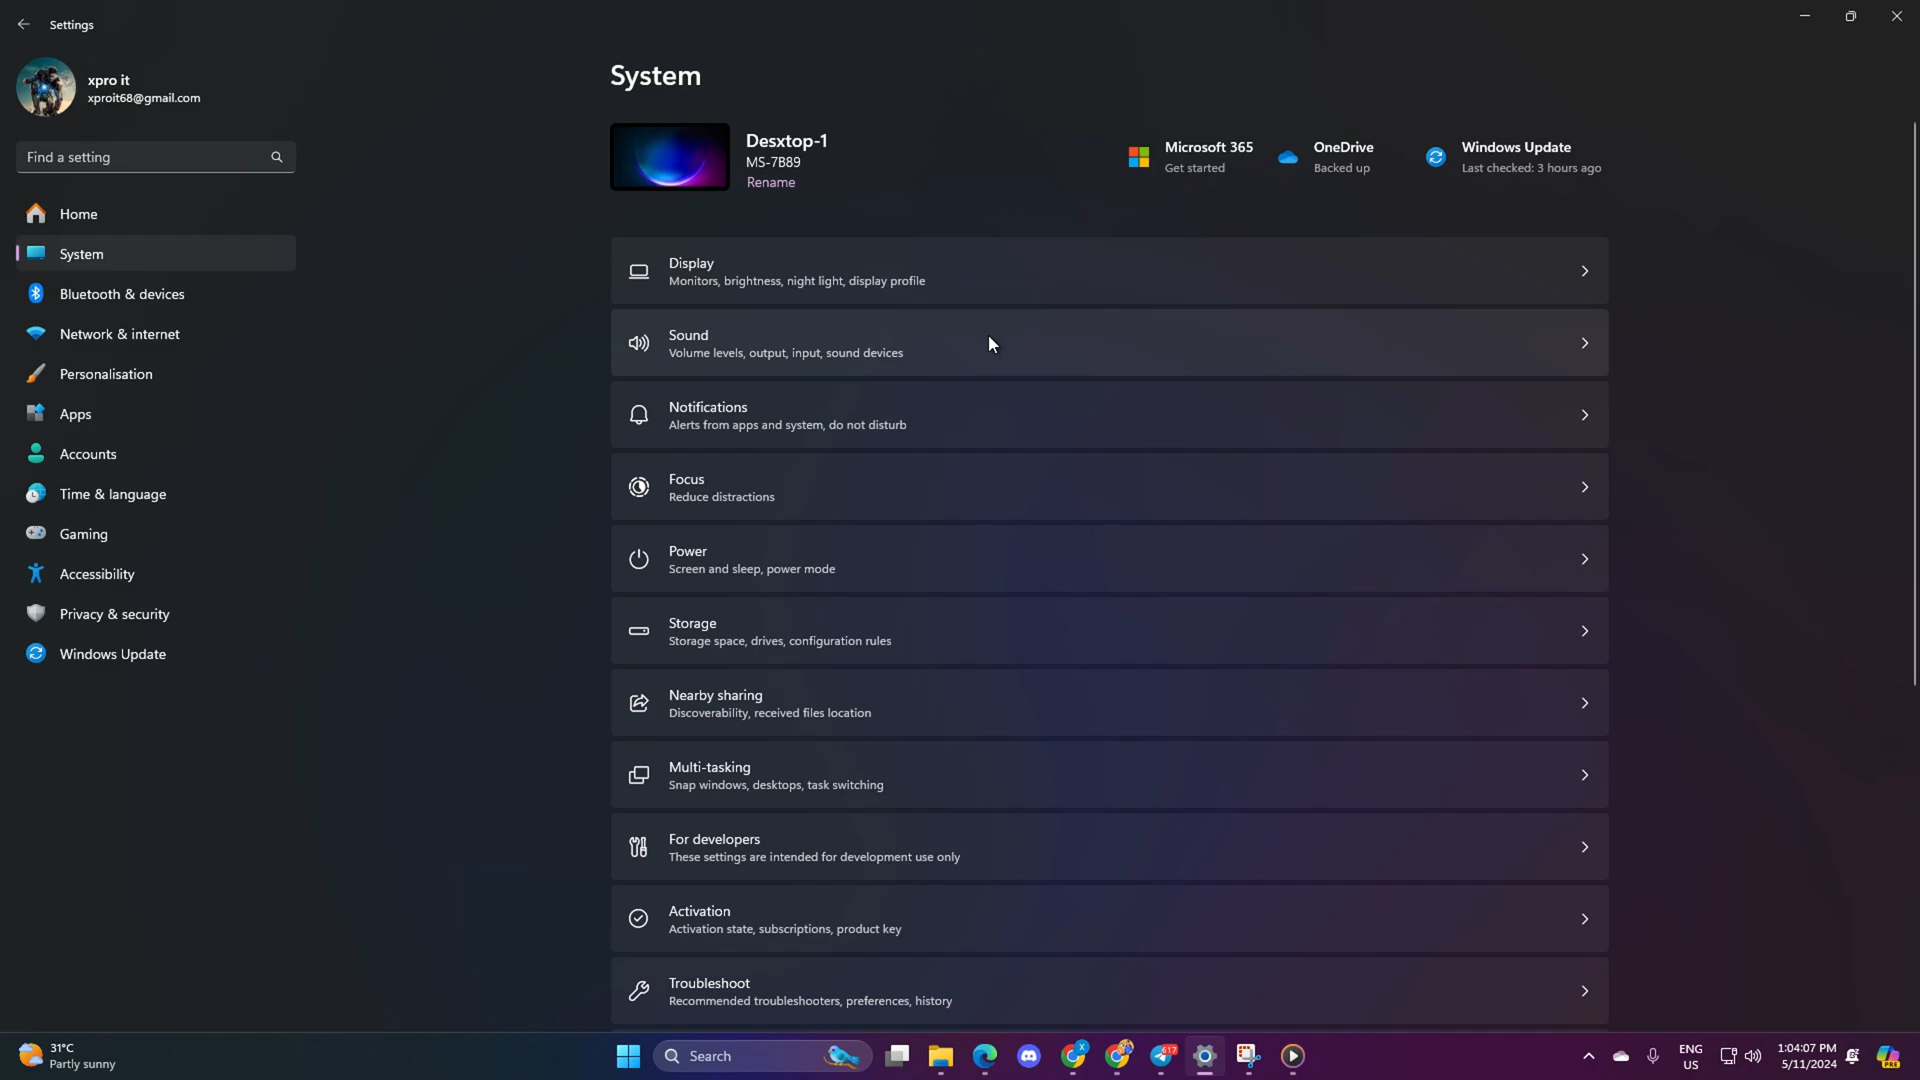 Settings
xpro it
xproit68@gmail.com
Find a setting
Home
System
Bluetooth & devices
Network & internet
Personalisation
Apps
Accounts
Time & language
Gaming
Accessibility
Privacy & security
Windows Update
System
Desxtop-1
MS-7B89
Rename
Microsoft 365
Get started
OneDrive
Backed up
Windows Update
Last checked: 3 hours ago
Display
Monitors, brightness, night light, display profile
Sound
Volume levels, output, input, sound devices
Notifications
Alerts from apps and system, do not disturb
Focus
Reduce distractions
Power
Screen and sleep, power mode
Storage
Storage space, drives, configuration rules
Nearby sharing
Discoverability, received files location
Multi-tasking
Snap windows, desktops, task switching
For developers
These settings are intended for development use only
Activation
Activation state, subscriptions, product key
Troubleshoot
Recommended troubleshooters, preferences, history
31°C
Partly sunny
Search
X
617
ENG
US
1:04:07 PM
5/11/2024
PRE